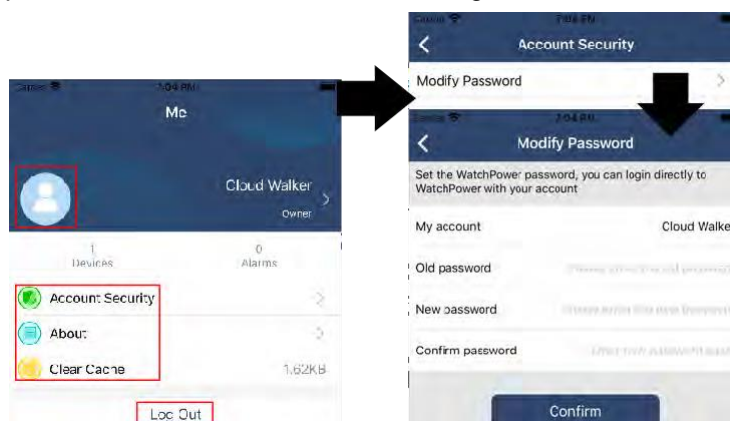 Me
Cloud Walker
Owner
1
0
Devices
Alarms
Account Security
About
Clear Cache
1.62KB
Log Out
Account Security
Modify Password
Modify Password
Set the WatchPower password, you can login directly to
WatchPower with your account
My account
Cloud Walke
Old password
New password
Confirm password
Confirm